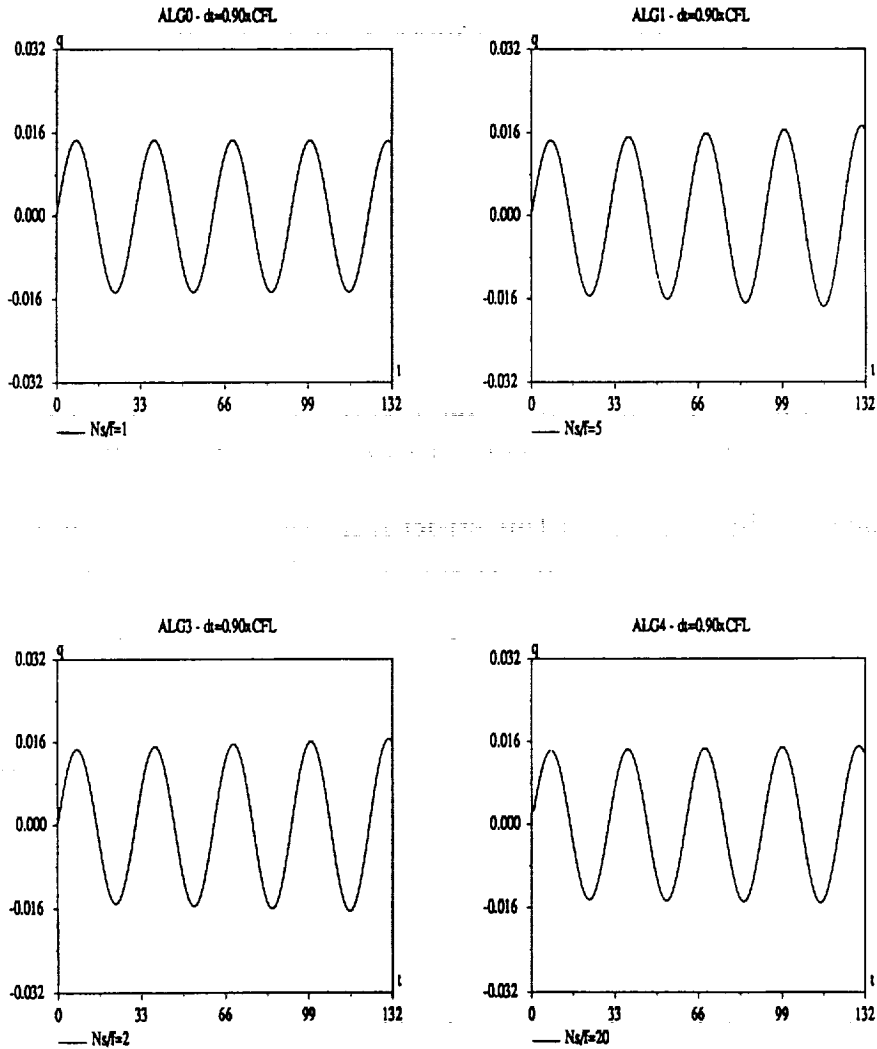 ALG0 - dt=0.90xCFL
q
0.032
0.016
0.000
-0.016
-0.032
t
0 33 66 99 132
Ns/f=1
ALG1 - dt=0.90xCFL
q
0.032
0.016
0.000
-0.016
-0.032
t
0 33 66 99 132
Ns/f=5
ALG3 - dt=0.90xCFL
q
0.032
0.016
0.000
-0.016
-0.032
t
0 33 66 99 132
Ns/f=2
ALG4 - dt=0.90xCFL
q
0.032
0.016
0.000
-0.016
-0.032
t
0 33 66 99 132
Ns/f=20